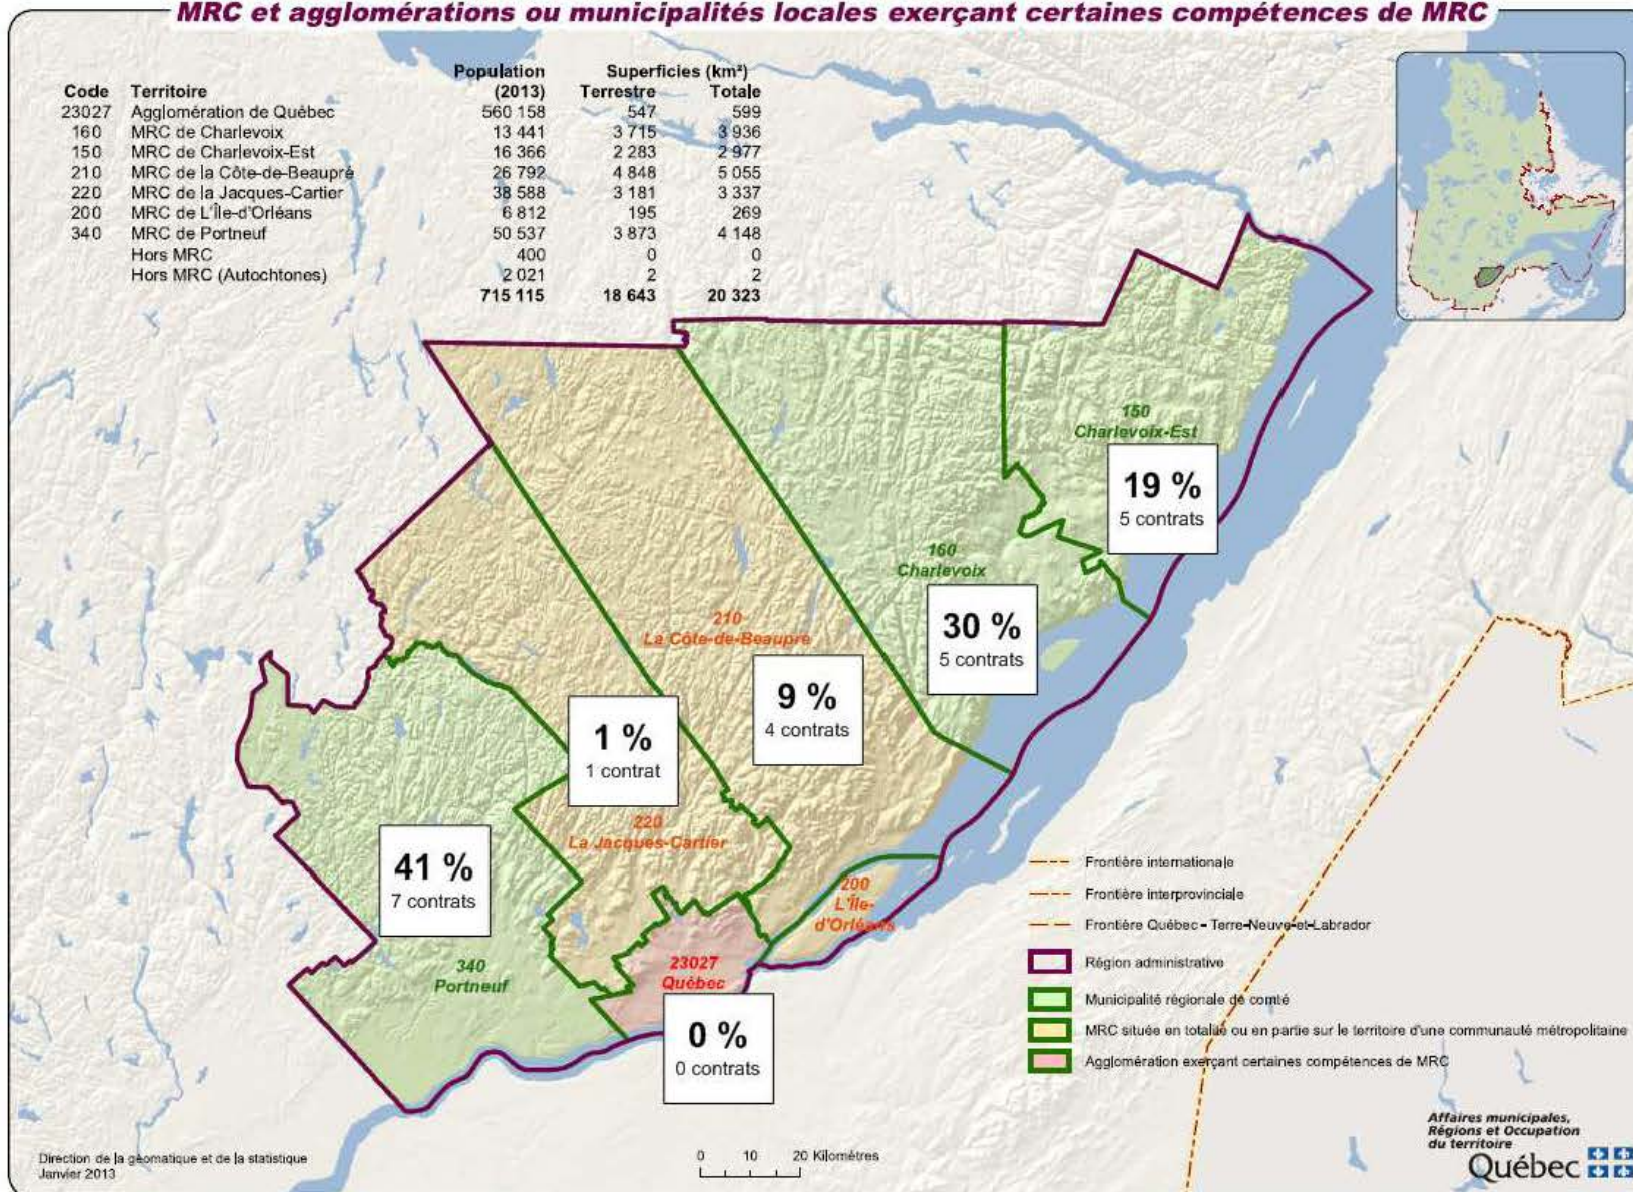 MRC et agglomérations ou municipalités locales exerçant certaines compétences de MRC
Population Superficies (km²)
Code Territoire (2013) Terrestre Totale
23027 Agglomération de Québec 560 158 547 599
160 MRC de Charlevoix 13 441 3 715 3 936
150 MRC de Charlevoix-Est 16 366 2 283 2 977
210 MRC de la Côte-de-Beaupré 26 792 4 848 5 055
220 MRC de la Jacques-Cartier 38 588 3 181 3 337
200 MRC de L'Île-d'Orléans 6 812 195 269
340 MRC de Portneuf 50 537 3 873 4 148
Hors MRC 400 0 0
Hors MRC (Autochtones) 2 021 2 2
715 115 18 643 20 323
150
Charlevoix-Est
19 %
5 contrats
160
Charlevoix
30 %
5 contrats
210
La Côte-de-Beaupré
9 %
4 contrats
1 %
1 contrat
220
La Jacques-Cartier
41 %
7 contrats
340
Portneuf
200
L'Île-
d'Orléans
23027
Québec
0 %
0 contrats
Frontière internationale
Frontière interprovinciale
Frontière Québec - Terre-Neuve-et-Labrador
Région administrative
Municipalité régionale de comté
MRC située en totalité ou en partie sur le territoire d'une communauté métropolitaine
Agglomération exerçant certaines compétences de MRC
Direction de la géomatique et de la statistique
Janvier 2013
0 10 20 Kilomètres
Affaires municipales,
Régions et Occupation
du territoire
Québec